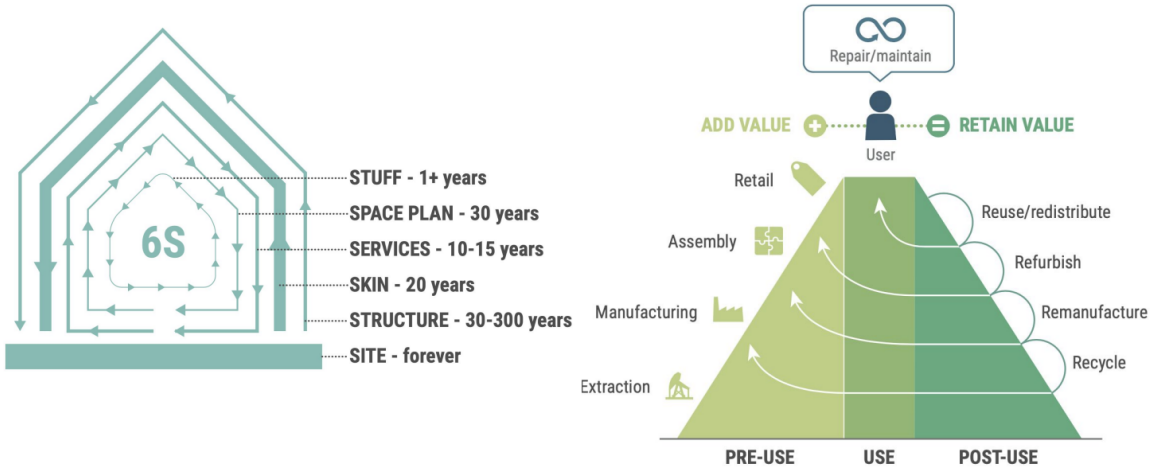 6S
STUFF - 1+ years
SPACE PLAN - 30 years
SERVICES - 10-15 years
SKIN - 20 years
STRUCTURE - 30-300 years
SITE - forever
Repair/maintain
ADD VALUE
RETAIN VALUE
User
Retail
Assembly
Manufacturing
Extraction
Reuse/redistribute
Refurbish
Remanufacture
Recycle
PRE-USE
USE
POST-USE